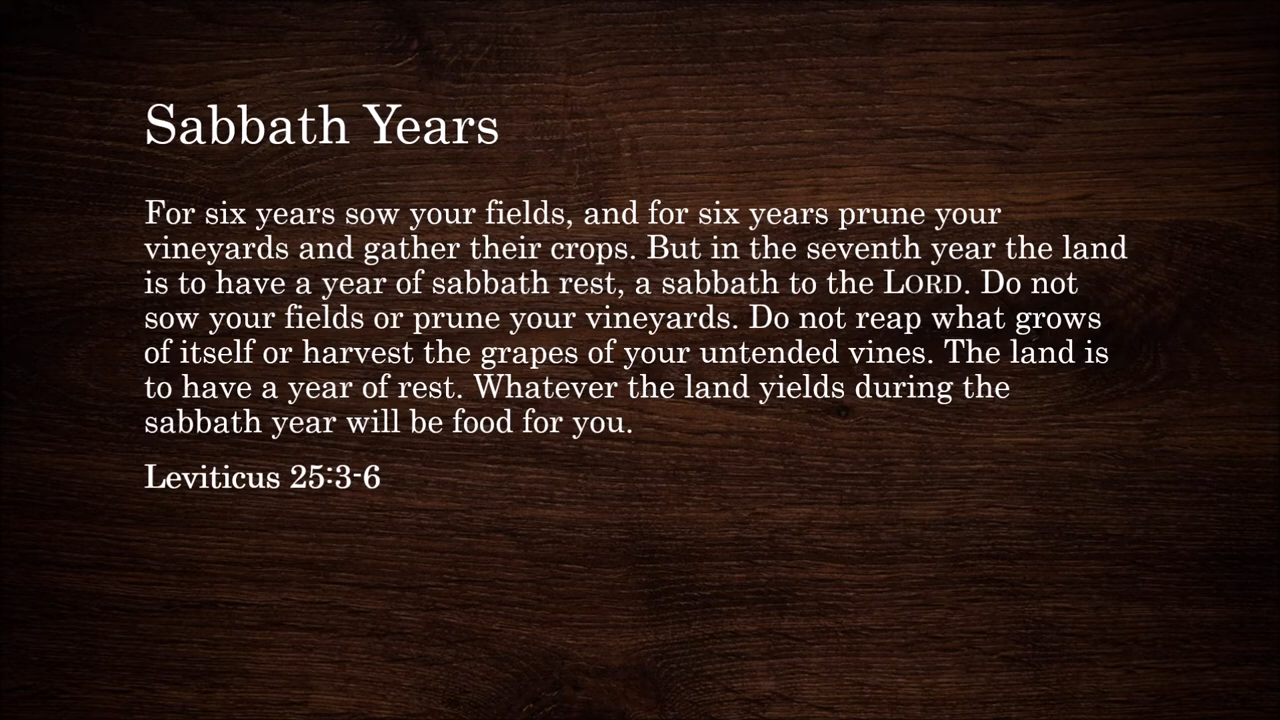 Sabbath Years
For six years sow your fields, and for six years prune your
vineyards and gather their crops. But in the seventh year the land
is to have a year of sabbath rest, a sabbath to the LORD. Do not
sow your fields or prune your vineyards. Do not reap what grows
of itself or harvest the grapes of your untended vines. The land is
to have a year of rest. Whatever the land yields during the
sabbath year will be food for you.
Leviticus 25:3-6